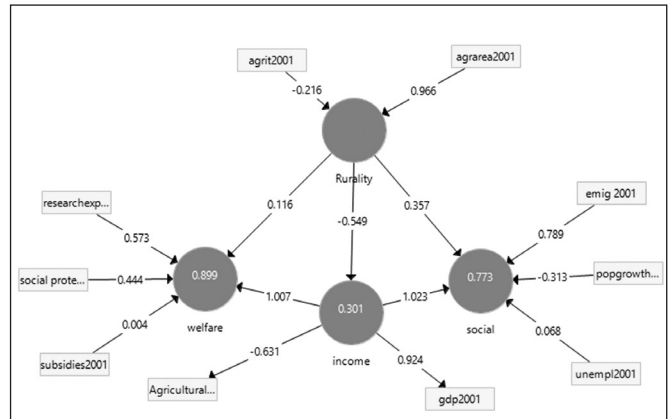 agrit2001
agrarea2001
-0.216
0.966
Rurality
researchexp...
0.116
-0.549
0.357
emig 2001
0.573
0.789
social prote...
0.444
0.899
0.773
-0.313
popgrowth...
0.004
1.007
0.301
1.023
0.068
welfare
income
social
subsidies2001
-0.631
0.924
unempl2001
Agricultural...
gdp2001